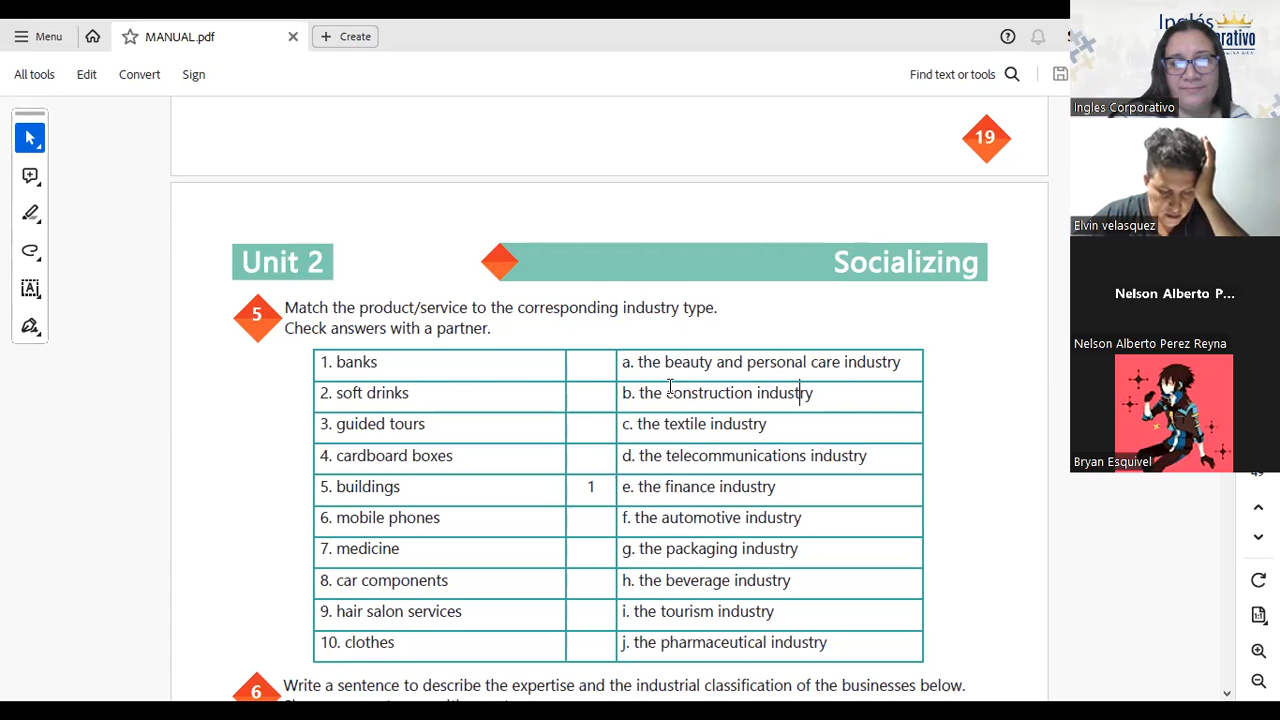 Menu
MANUAL.pdf
Create
All tools
Edit
Convert
Sign
Find text or tools
19
Unit 2
Socializing
5
Match the product/service to the corresponding industry type.
Check answers with a partner.
1. banks
a. the beauty and personal care industry
2. soft drinks
b. the construction industry
3. guided tours
c. the textile industry
4. cardboard boxes
d. the telecommunications industry
5. buildings
1
e. the finance industry
6. mobile phones
f. the automotive industry
7. medicine
g. the packaging industry
8. car components
h. the beverage industry
9. hair salon services
i. the tourism industry
10. clothes
j. the pharmaceutical industry
6
Write a sentence to describe the expertise and the industrial classification of the businesses below.
Inglés
Ingles Corporativo
Elvin velasquez
Nelson Alberto P...
Nelson Alberto Perez Reyna
Bryan Esquivel